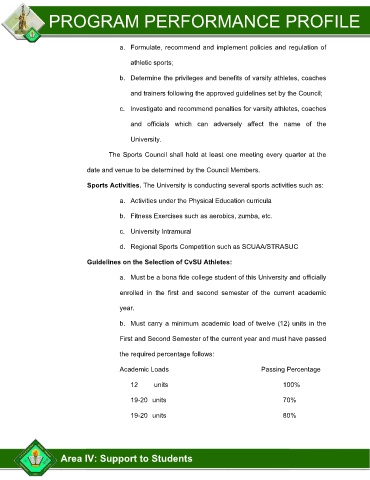 PROGRAM PERFORMANCE PROFILE
a. Formulate, recommend and implement policies and regulation of
athletic sports;
b. Determine the privileges and benefits of varsity athletes, coaches
and trainers following the approved guidelines set by the Council;
c. Investigate and recommend penalties for varsity athletes, coaches
and officials which can adversely affect the name of the
University.
The Sports Council shall hold at least one meeting every quarter at the
date and venue to be determined by the Council Members.
Sports Activities. The University is conducting several sports activities such as:
a. Activities under the Physical Education curricula
b. Fitness Exercises such as aerobics, zumba, etc.
c. University Intramural
d. Regional Sports Competition such as SCUAA/STRASUC
Guidelines on the Selection of CvSU Athletes:
a. Must be a bona fide college student of this University and officially
enrolled in the first and second semester of the current academic
year.
b. Must carry a minimum academic load of twelve (12) units in the
First and Second Semester of the current year and must have passed
the required percentage follows:
Academic Loads Passing Percentage
12 units 100%
19-20 units 70%
19-20 units 80%
Area IV: Support to Students